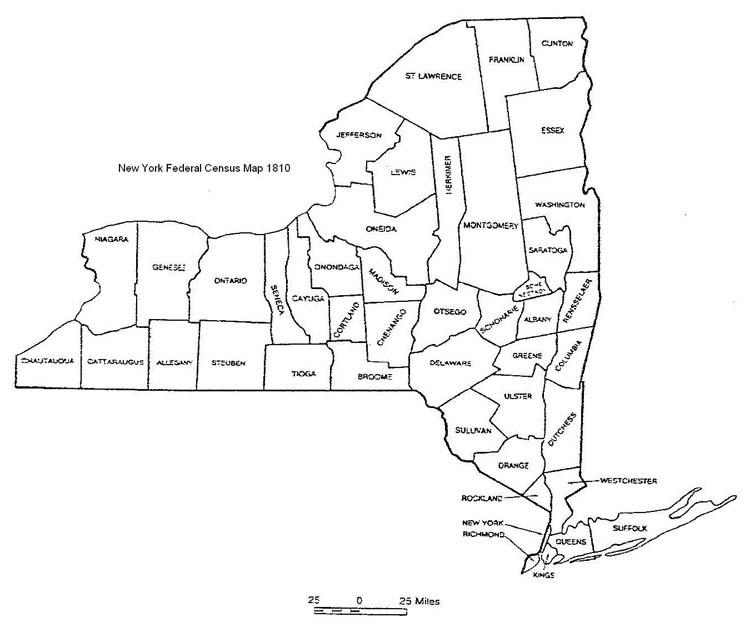 CLINTON
FRANKLIN
ST LAWRENCE
ESSEX
JEFFERSON
LEWIS
HERKIMER
New York Federal Census Map 1810
WASHINGTON
MONTGOMERY
ONEIDA
NIAGARA
SARATOGA
GENESEE
ONONDAGA
ONTARIO
MADISON
SENECA
CAYUGA
SCHE
NECTADY
RENSSELAER
CORTLAND
CHENANGO
OTSEGO
SCHOHARIE
ALBANY
CHAUTAUQUA
CATTARAUGUS
ALLEGANY
STEUBEN
TIOGA
BROOME
DELAWARE
GREENE
COLUMBIA
ULSTER
DUTCHESS
SULLIVAN
ORANGE
WESTCHESTER
ROCKLAND
NEW YORK
RICHMOND
QUEENS
SUFFOLK
KINGS
25 0 25 Miles